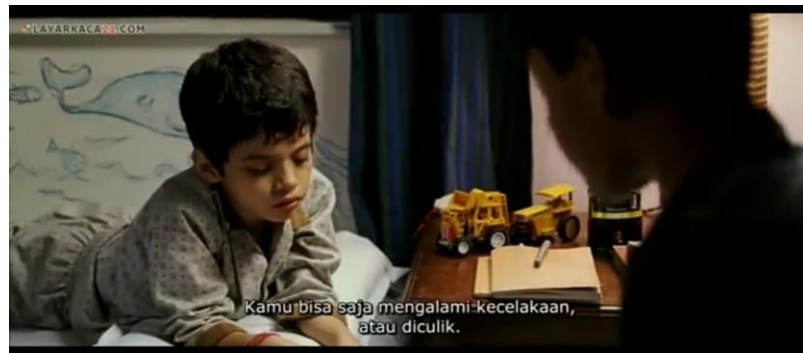 LAYARKACA21.COM
Kamu bisa saja mengalami kecelakaan,
atau diculik.